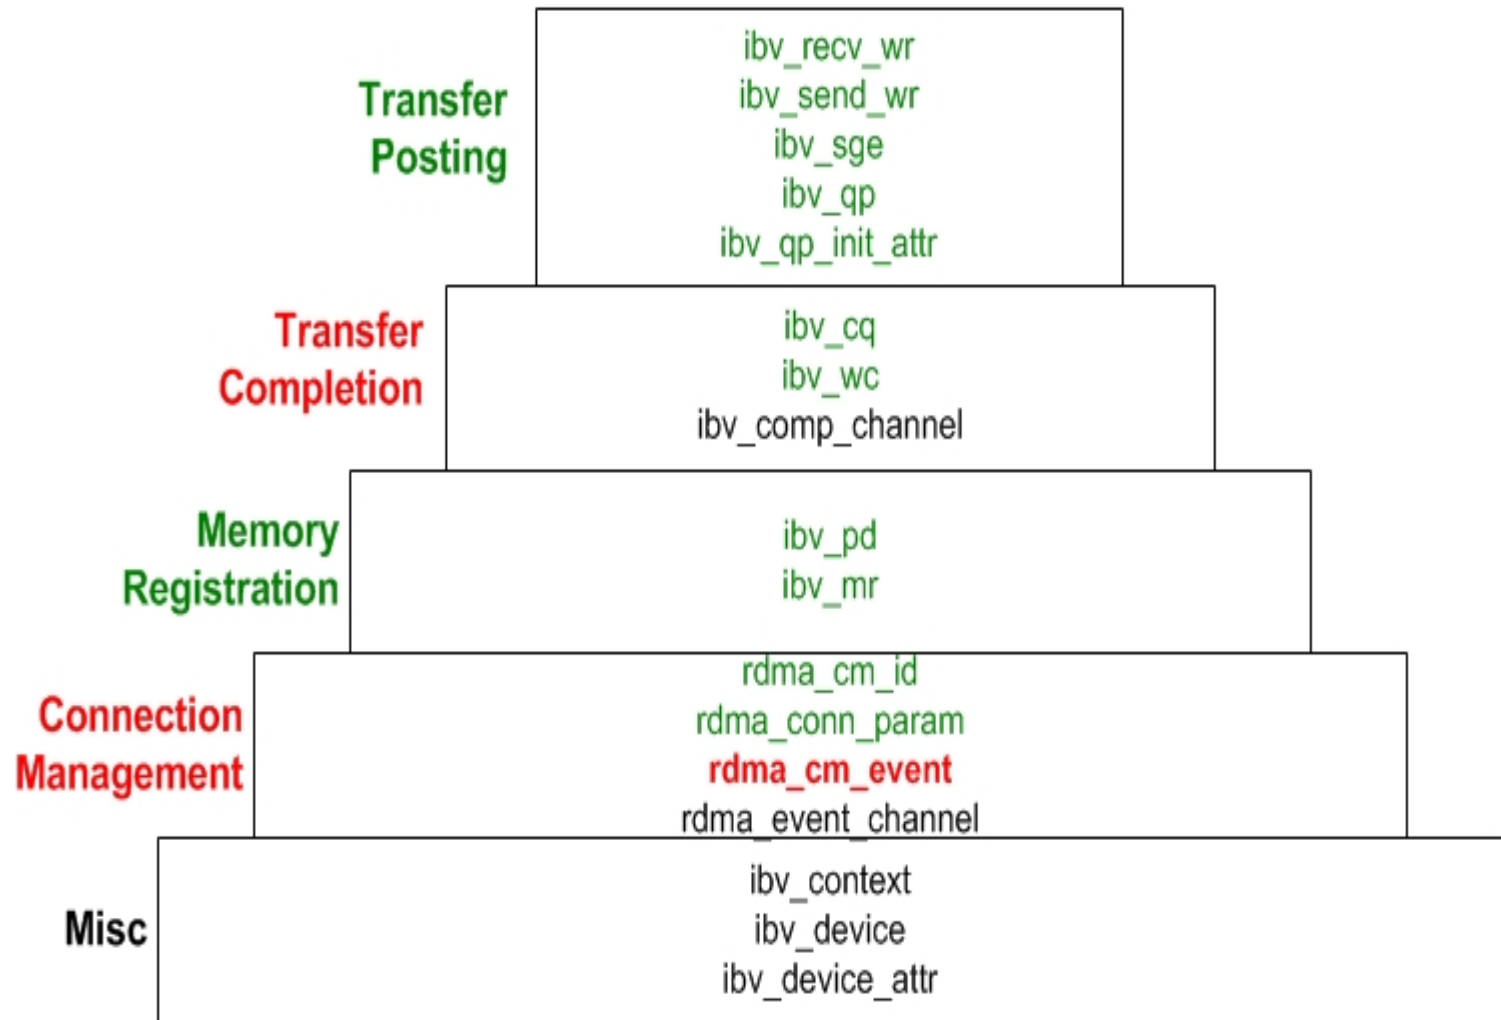 Transfer
Posting
ibv_recv_wr
ibv_send_wr
ibv_sge
ibv_qp
ibv_qp_init_attr
Transfer
Completion
ibv_cq
ibv_wc
ibv_comp_channel
Memory
Registration
ibv_pd
ibv_mr
Connection
Management
rdma_cm_id
rdma_conn_param
rdma_cm_event
rdma_event_channel
Misc
ibv_context
ibv_device
ibv_device_attr